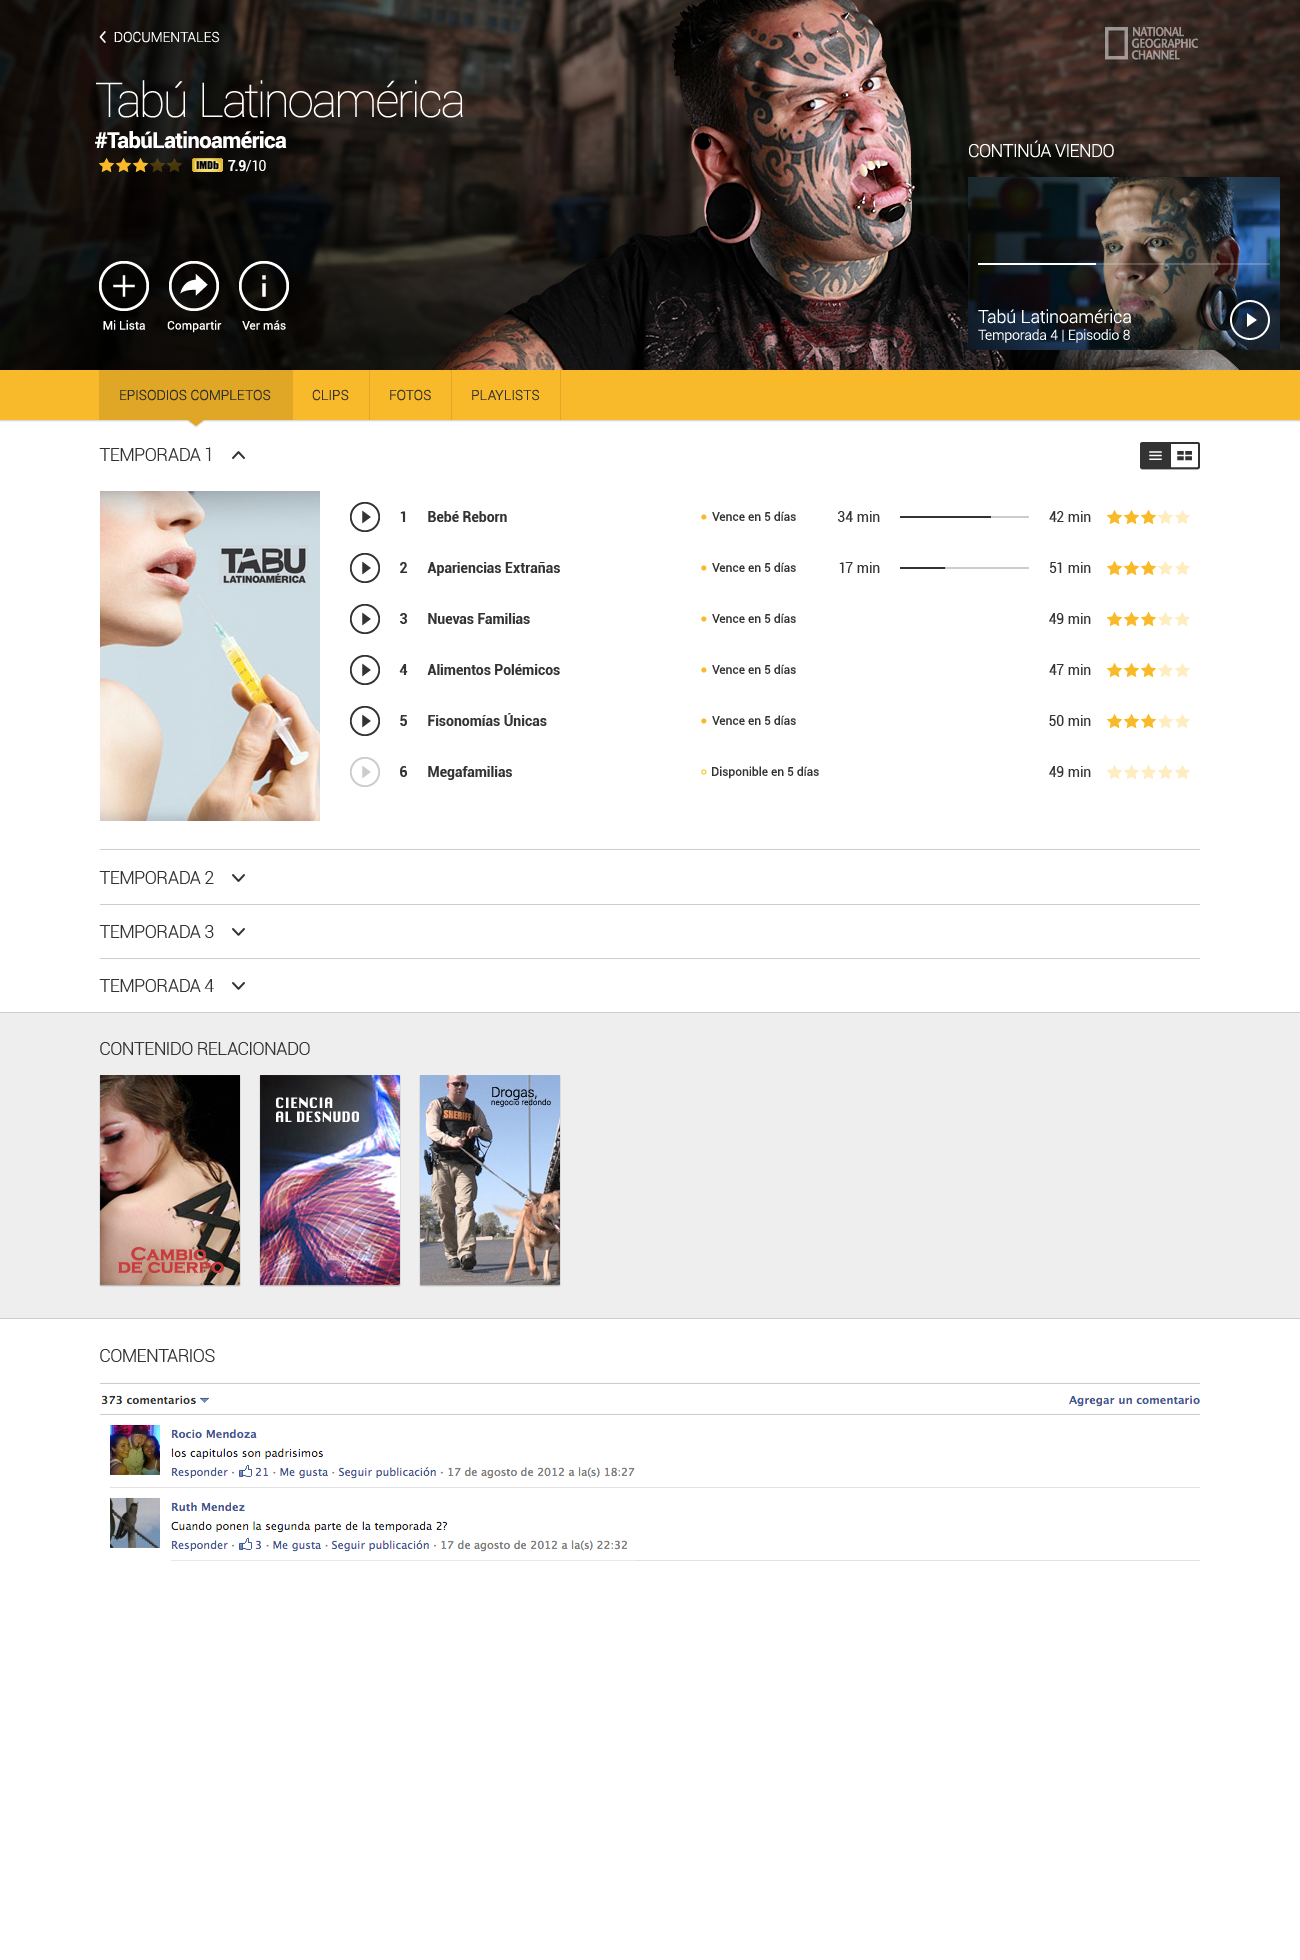 DOCUMENTALES
NATIONAL
GEOGRAPHIC
CHANNEL
Tabú Latinoamérica
#TabúLatinoamérica
IMDb 7.9/10
CONTINÚA VIENDO
Mi Lista Compartir Ver más
Tabú Latinoamérica
Temporada 4 | Episodio 8
EPISODIOS COMPLETOS CLIPS FOTOS PLAYLISTS
TEMPORADA 1
TABU
LATINOAMÉRICA
1 Bebé Reborn Vence en 5 días 34 min 42 min
2 Apariencias Extrañas Vence en 5 días 17 min 51 min
3 Nuevas Familias Vence en 5 días 49 min
4 Alimentos Polémicos Vence en 5 días 47 min
5 Fisonomías Únicas Vence en 5 días 50 min
6 Megafamilias Disponible en 5 días 49 min
TEMPORADA 2
TEMPORADA 3
TEMPORADA 4
CONTENIDO RELACIONADO
CAMBIO
DE CUERPO
CIENCIA
AL DESNUDO
Drogas,
negocio redondo
SHERIFF
COMENTARIOS
373 comentarios Agregar un comentario
Rocio Mendoza
los capitulos son padrisimos
Responder · 21 · Me gusta · Seguir publicación · 17 de agosto de 2012 a la(s) 18:27
Ruth Mendez
Cuando ponen la segunda parte de la temporada 2?
Responder · 3 · Me gusta · Seguir publicación · 17 de agosto de 2012 a la(s) 22:32